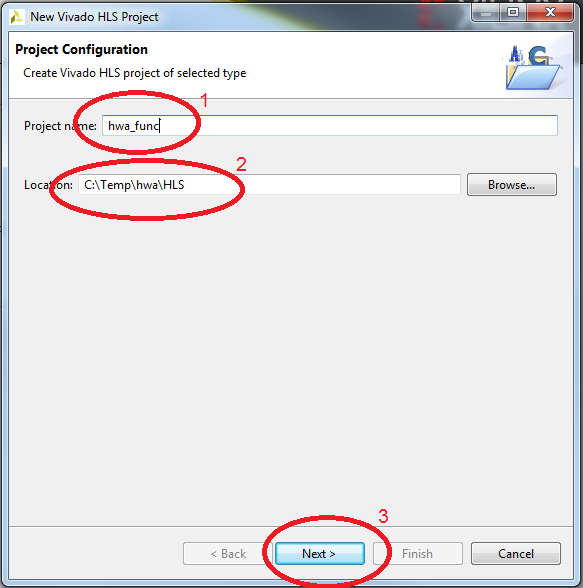 New Vivado HLS Project
Project Configuration
Create Vivado HLS project of selected type
1
Project name: hwa_func
2
Location: C:\Temp\hwa\HLS Browse...
3
< Back Next > Finish Cancel